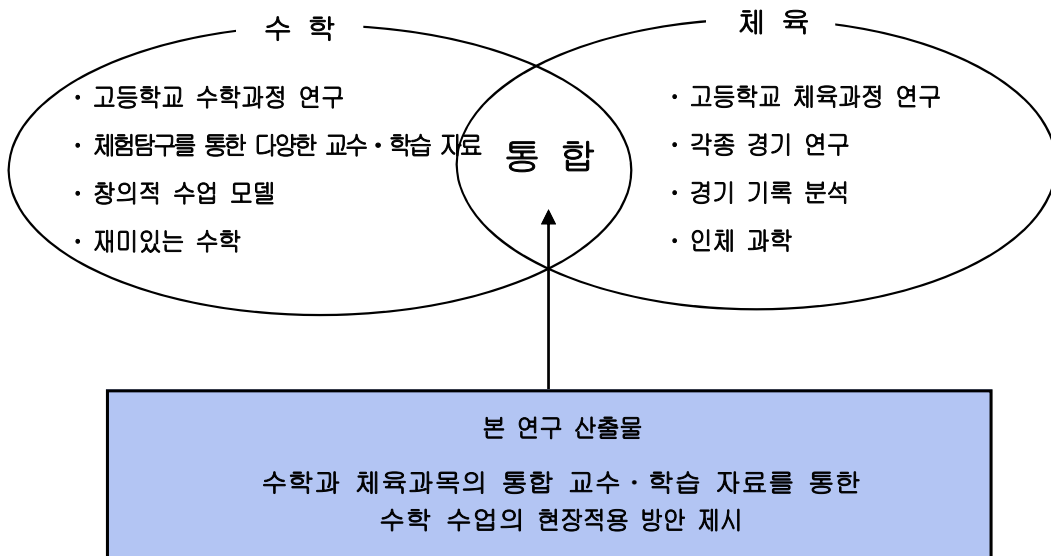 수 학
· 고등학교 수학과정 연구
· 체험탐구를 통한 다양한 교수·학습 자료
· 창의적 수업 모델
· 재미있는 수학
통 합
체 육
· 고등학교 체육과정 연구
· 각종 경기 연구
· 경기 기록 분석
· 인체 과학
본 연구 산출물
수학과 체육과목의 통합 교수·학습 자료를 통한
수학 수업의 현장적용 방안 제시